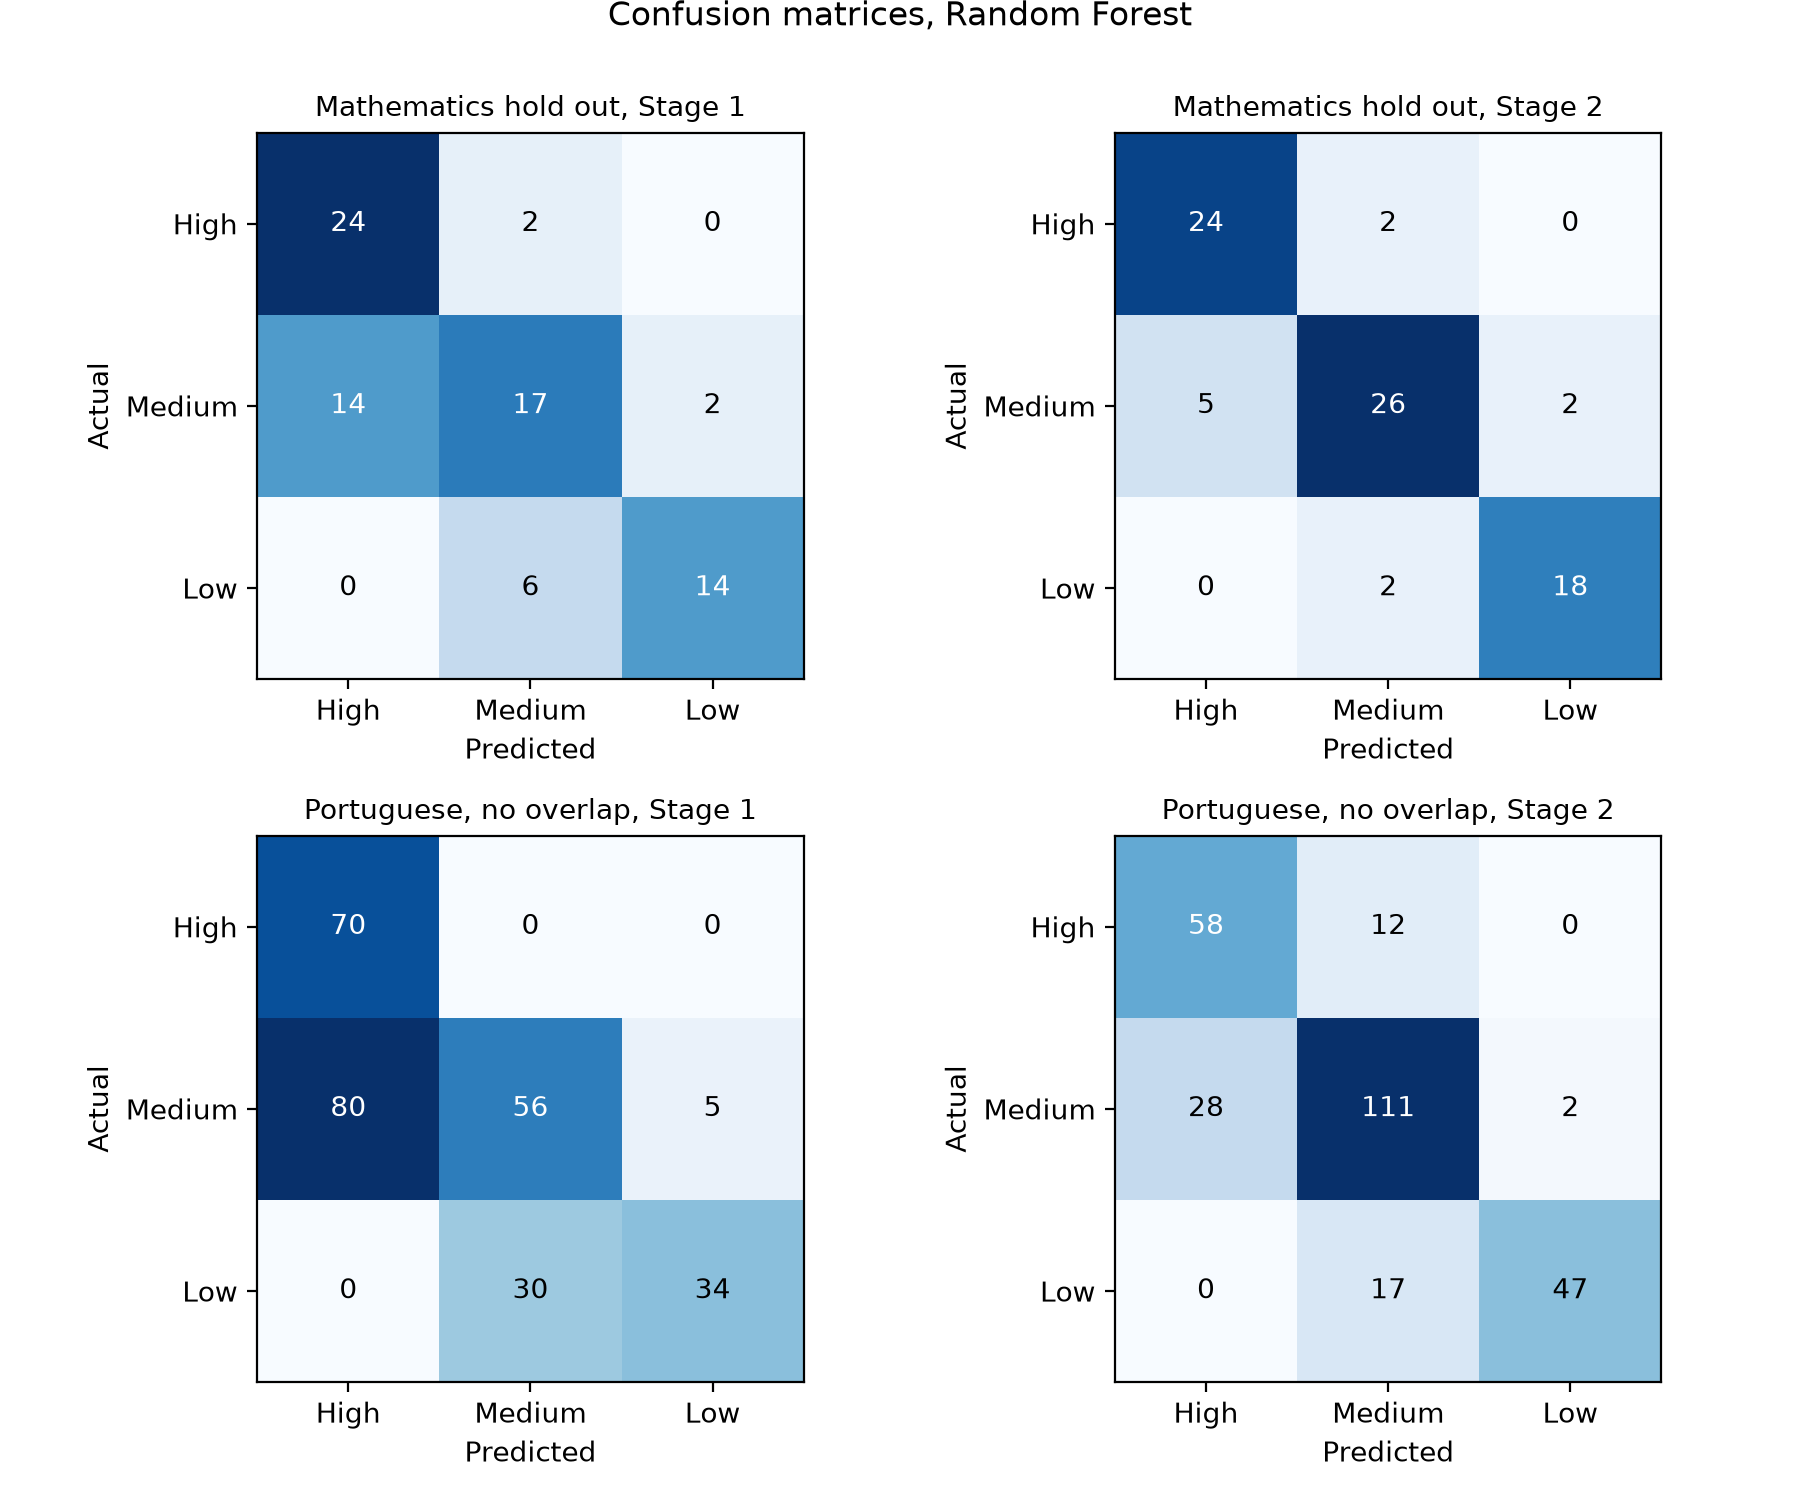 Confusion matrices, Random Forest
Mathematics hold out, Stage 1
Actual
High
24 2 0
Medium
14 17 2
Low
0 6 14
High Medium Low
Predicted
Mathematics hold out, Stage 2
Actual
High
24 2 0
Medium
5 26 2
Low
0 2 18
High Medium Low
Predicted
Portuguese, no overlap, Stage 1
Actual
High
70 0 0
Medium
80 56 5
Low
0 30 34
High Medium Low
Predicted
Portuguese, no overlap, Stage 2
Actual
High
58 12 0
Medium
28 111 2
Low
0 17 47
High Medium Low
Predicted